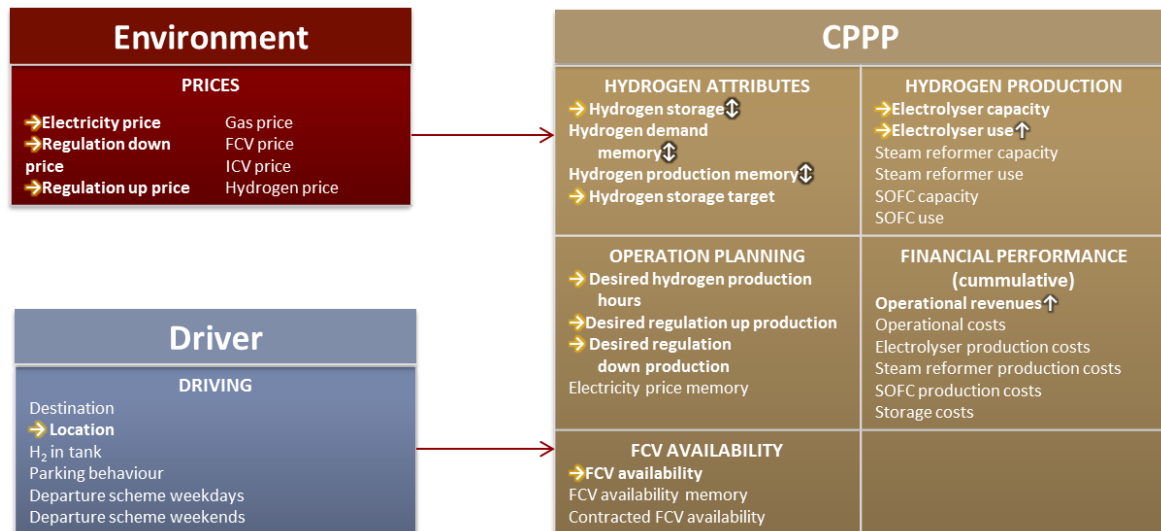 Environment
PRICES
→Electricity price
→Regulation down
price
→Regulation up price
Gas price
FCV price
ICV price
Hydrogen price
Driver
DRIVING
Destination
→ Location
H₂ in tank
Parking behaviour
Departure scheme weekdays
Departure scheme weekends
CPPP
HYDROGEN ATTRIBUTES
→ Hydrogen storage⇕
Hydrogen demand
memory⇕
Hydrogen production memory⇕
→ Hydrogen storage target
HYDROGEN PRODUCTION
→Electrolyser capacity
→Electrolyser use↑
Steam reformer capacity
Steam reformer use
SOFC capacity
SOFC use
OPERATION PLANNING
→ Desired hydrogen production
hours
→Desired regulation up production
→ Desired regulation
down production
Electricity price memory
FINANCIAL PERFORMANCE
(cummulative)
Operational revenues↑
Operational costs
Electrolyser production costs
Steam reformer production costs
SOFC production costs
Storage costs
FCV AVAILABILITY
→FCV availability
FCV availability memory
Contracted FCV availability